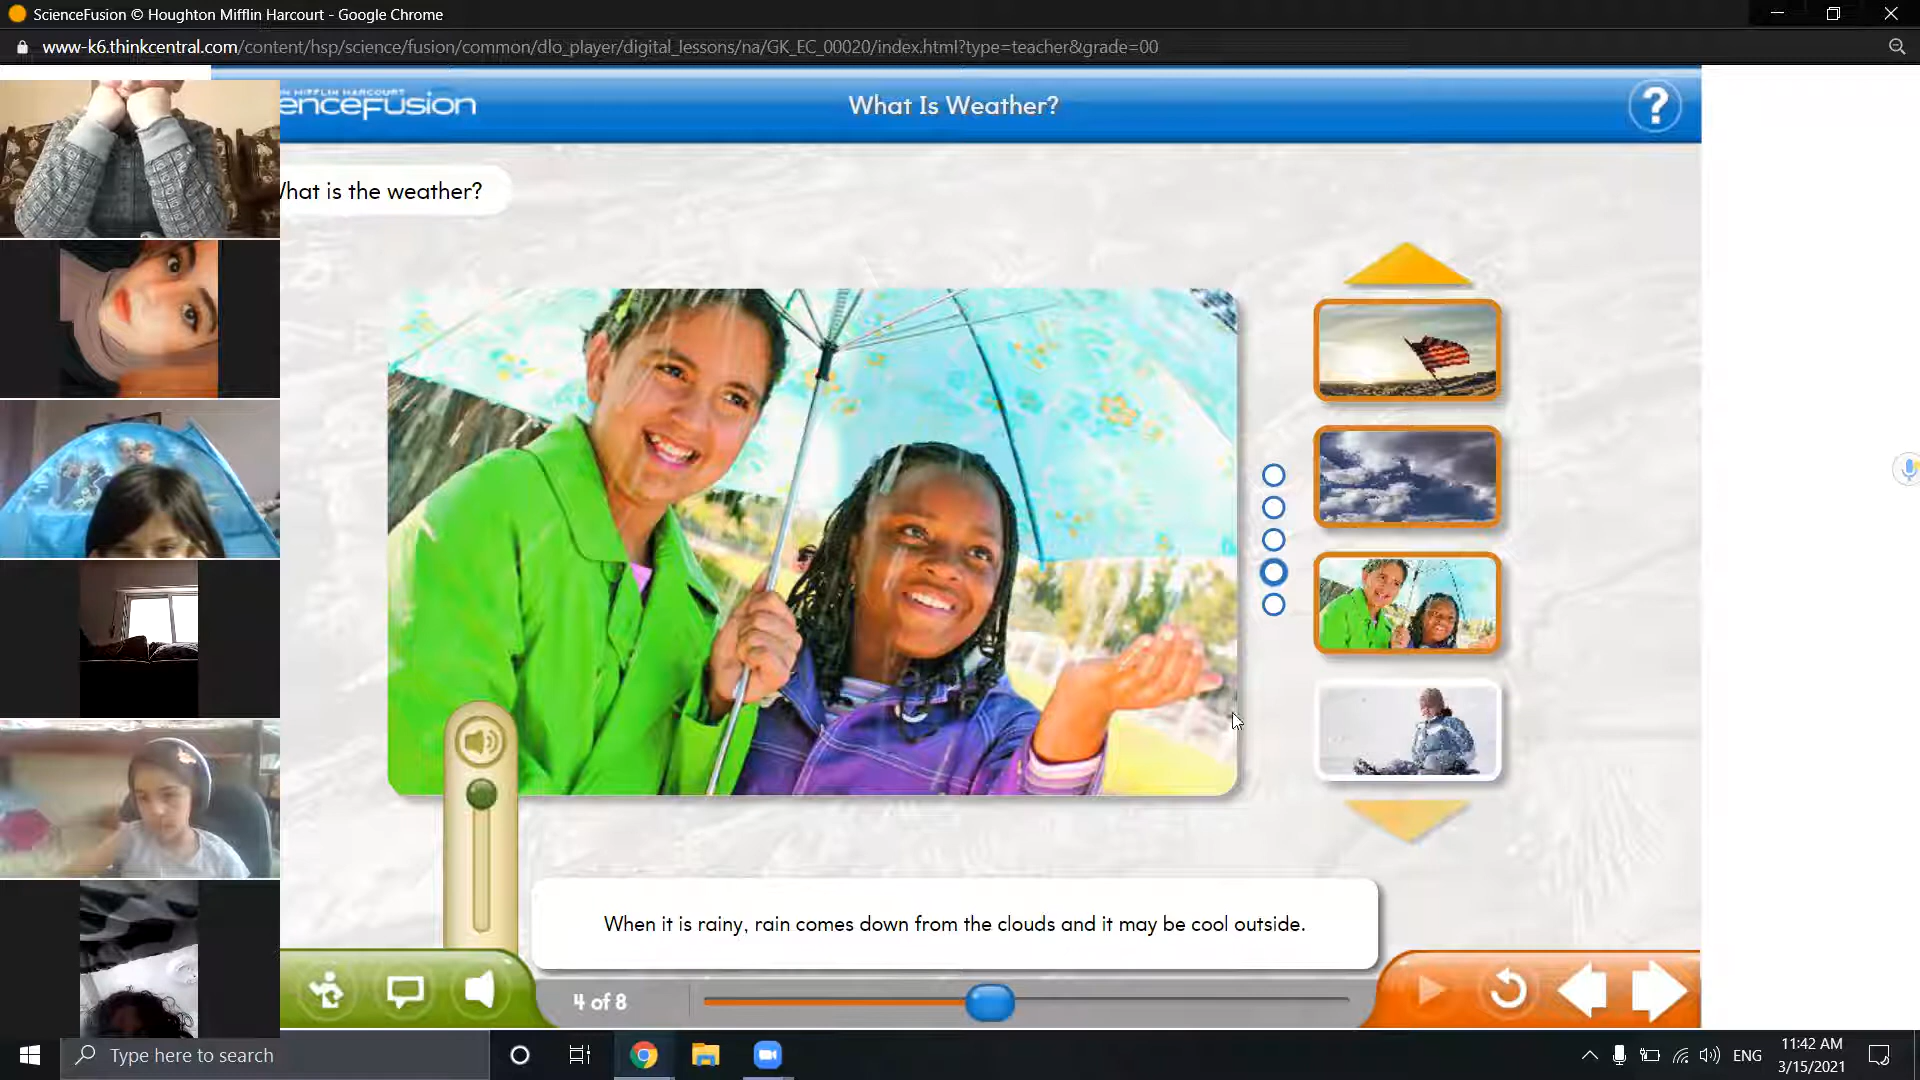 ScienceFusion © Houghton Mifflin Harcourt - Google Chrome
www-k6.thinkcentral.com/content/hsp/science/fusion/common/dlo_player/digital_lessons/na/GK_EC_00020/index.html?type=teacher&grade=00
N MIFFLIN HARCOURT
enceFusion
What Is Weather?
?
hat is the weather?
When it is rainy, rain comes down from the clouds and it may be cool outside.
4 of 8
Type here to search
ENG
11:42 AM
3/15/2021